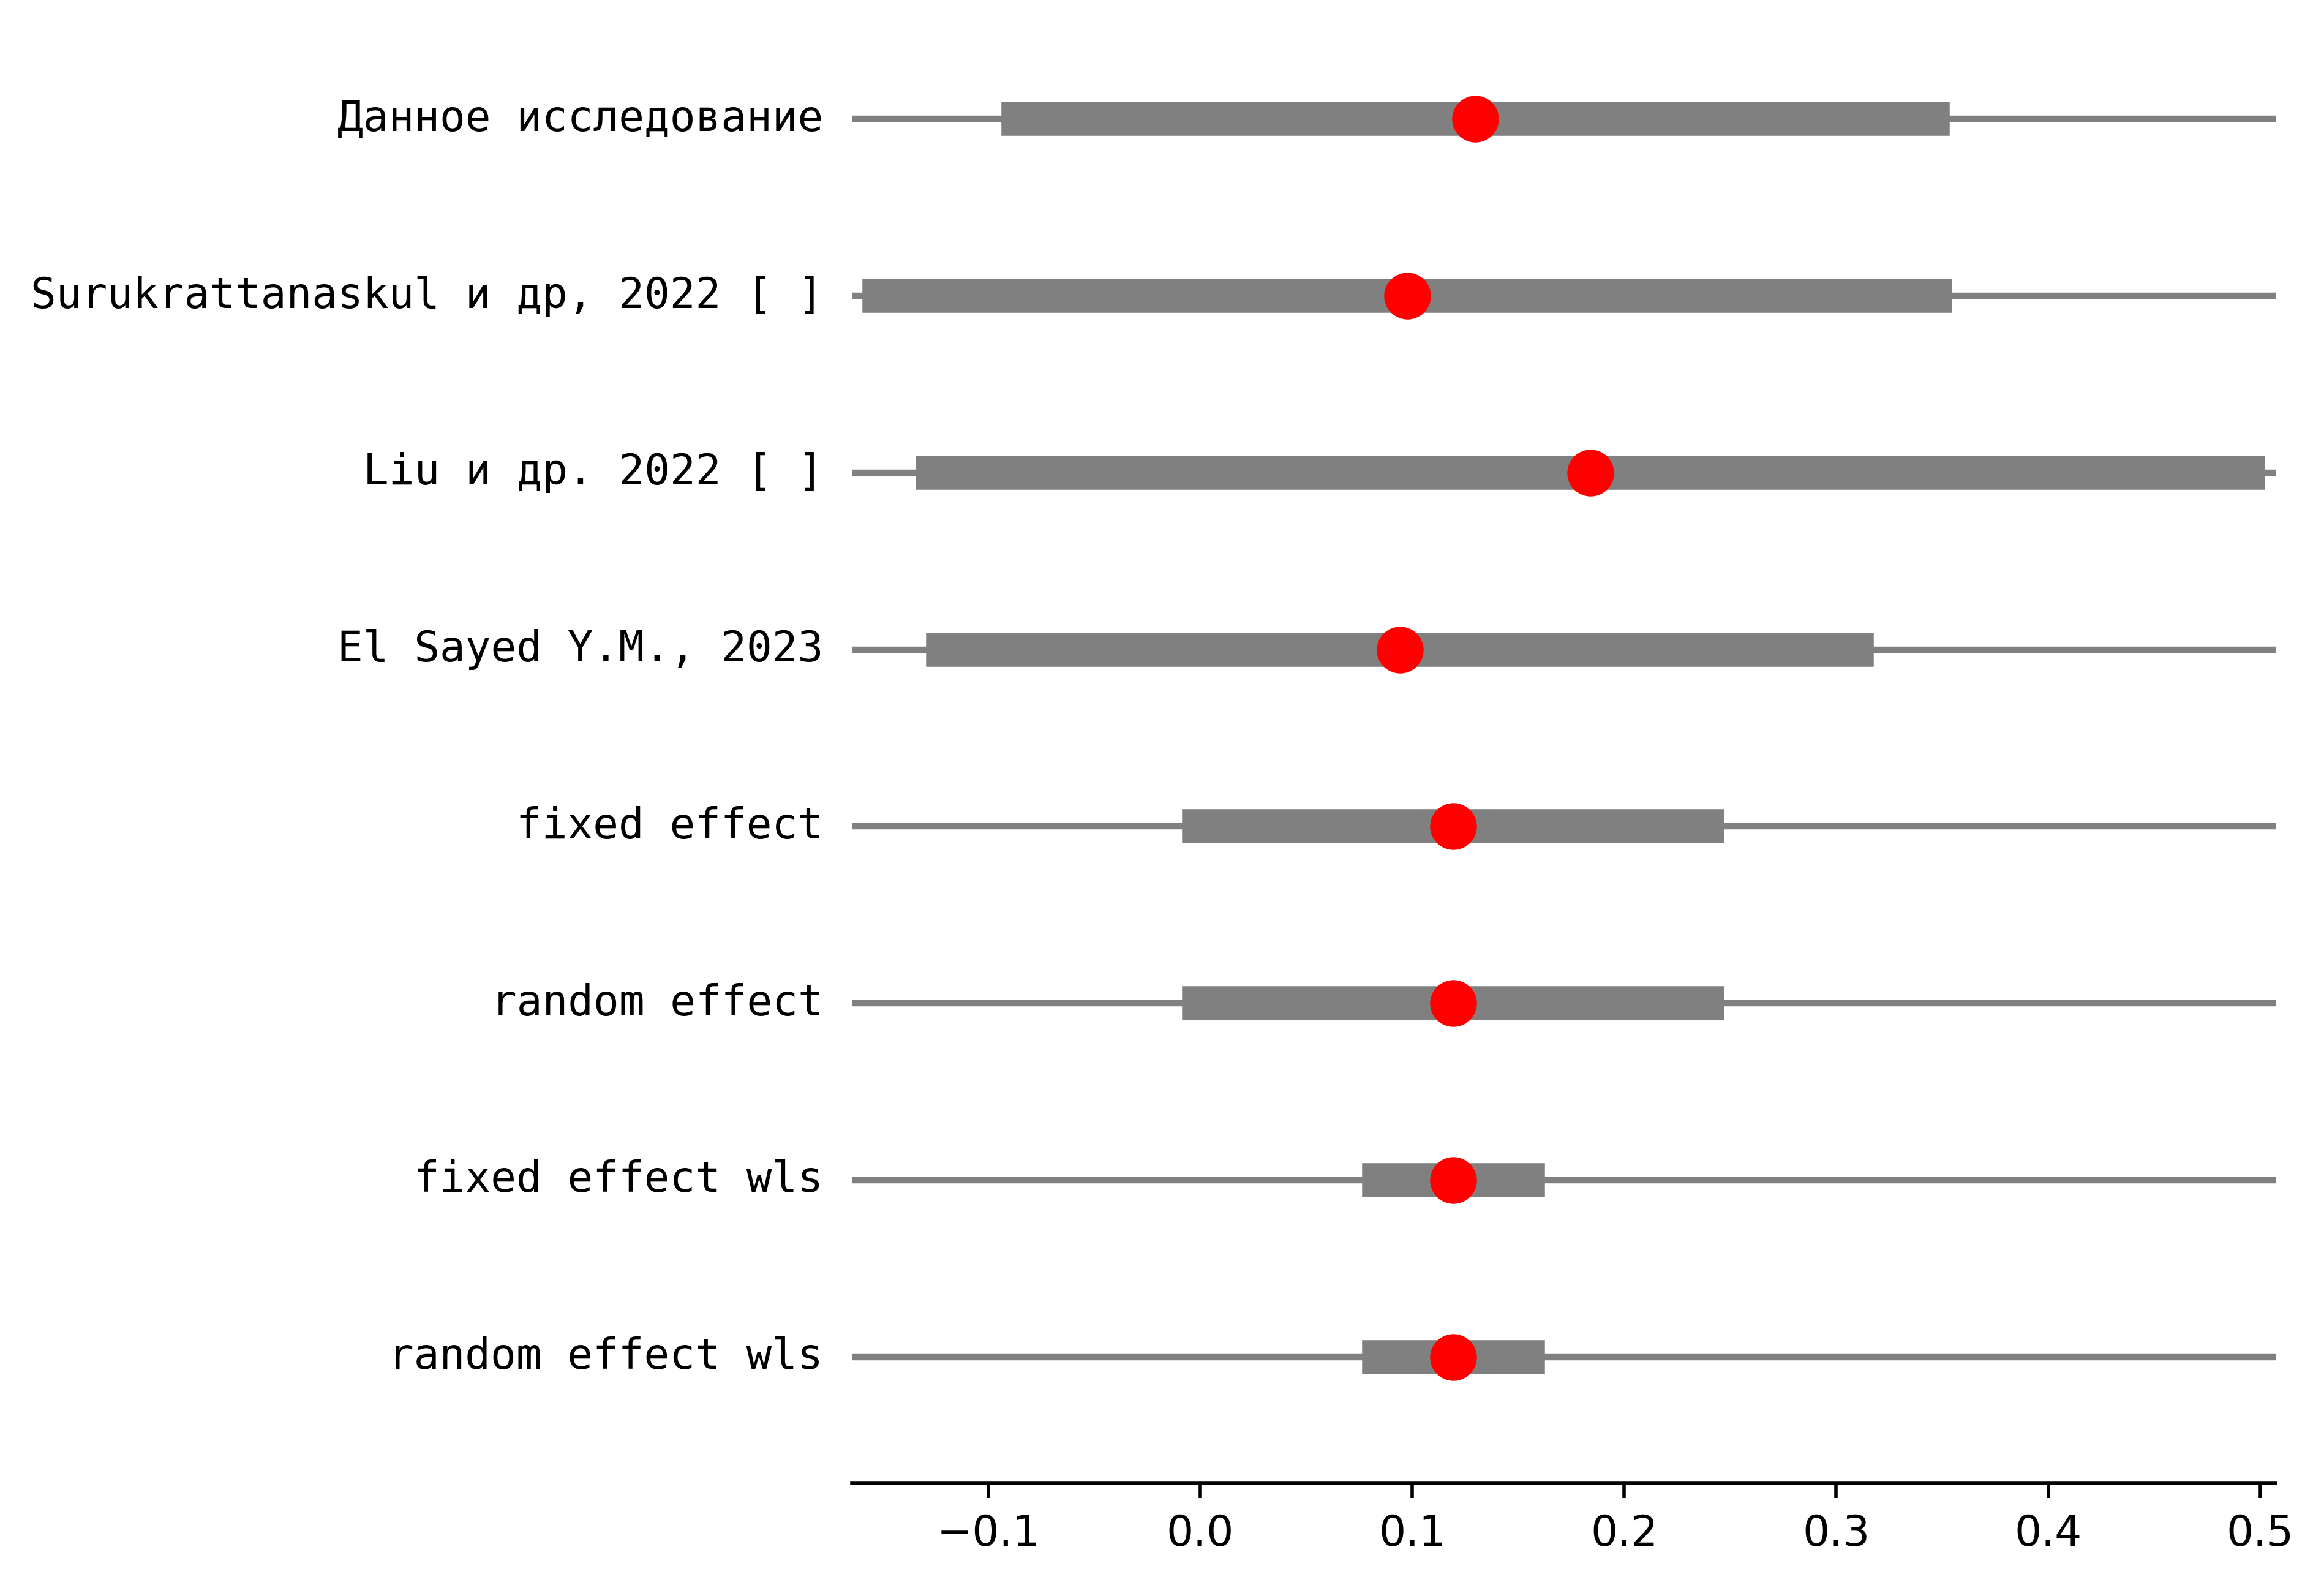 Данное исследование
Surukrattanaskul и др, 2022 [ ]
Liu и др. 2022 [ ]
El Sayed Y.M., 2023
fixed effect
random effect
fixed effect wls
random effect wls
−0.1 0.0 0.1 0.2 0.3 0.4 0.5